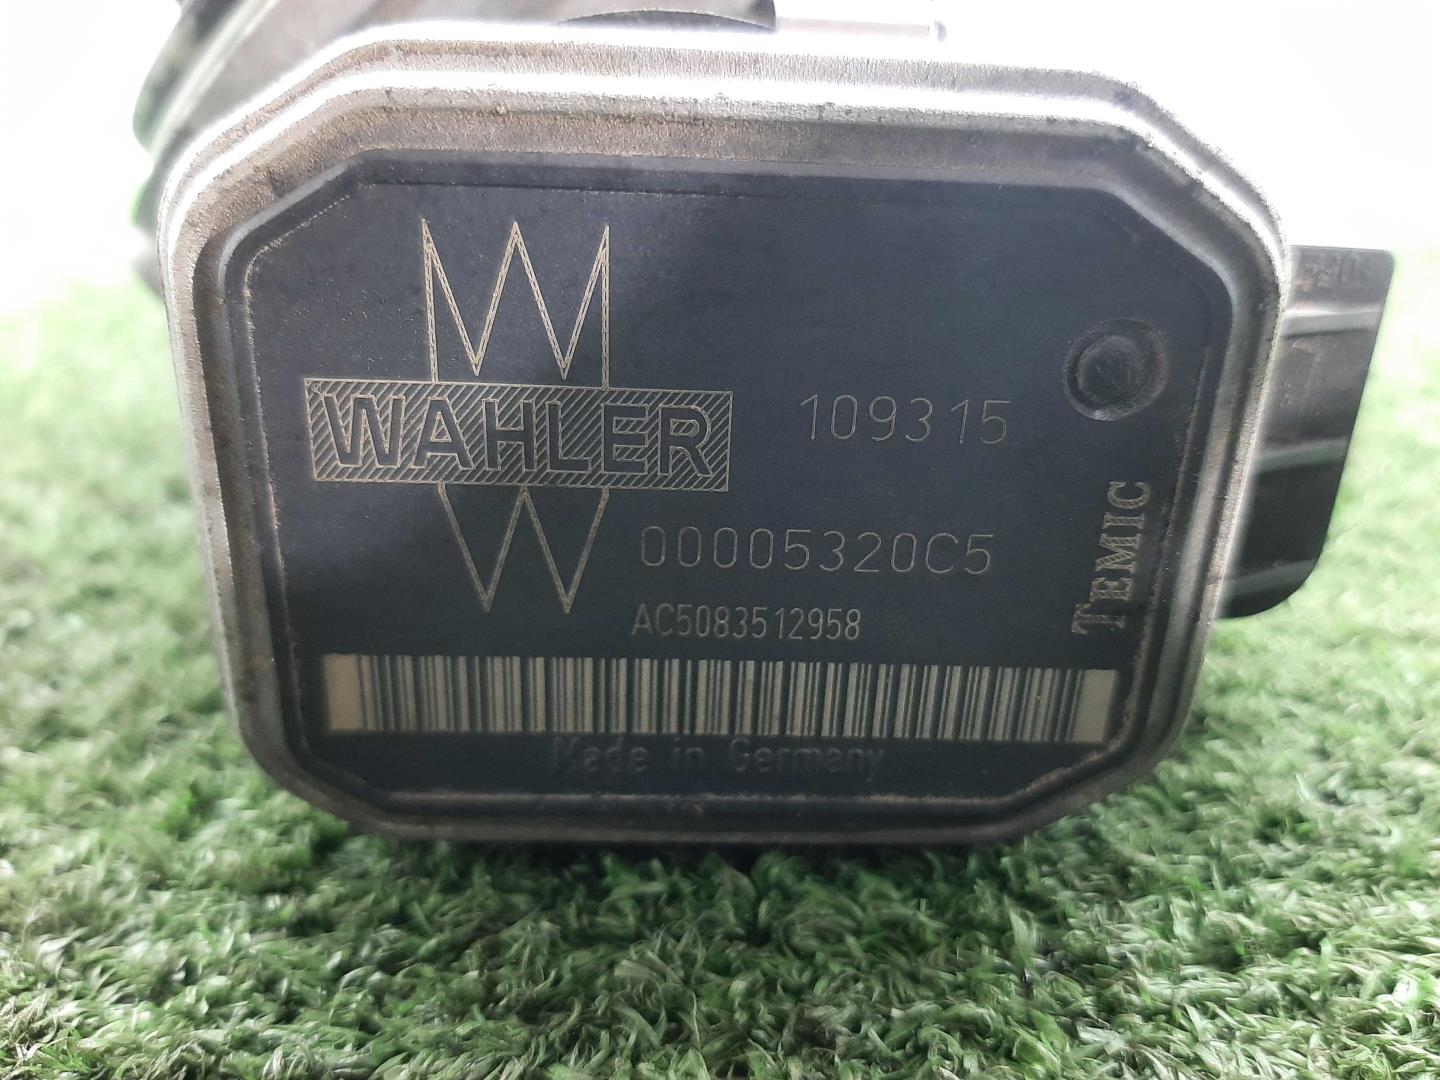 WAHLER
109315
00005320C5
AC5083512958
TEMIC
Made in Germany